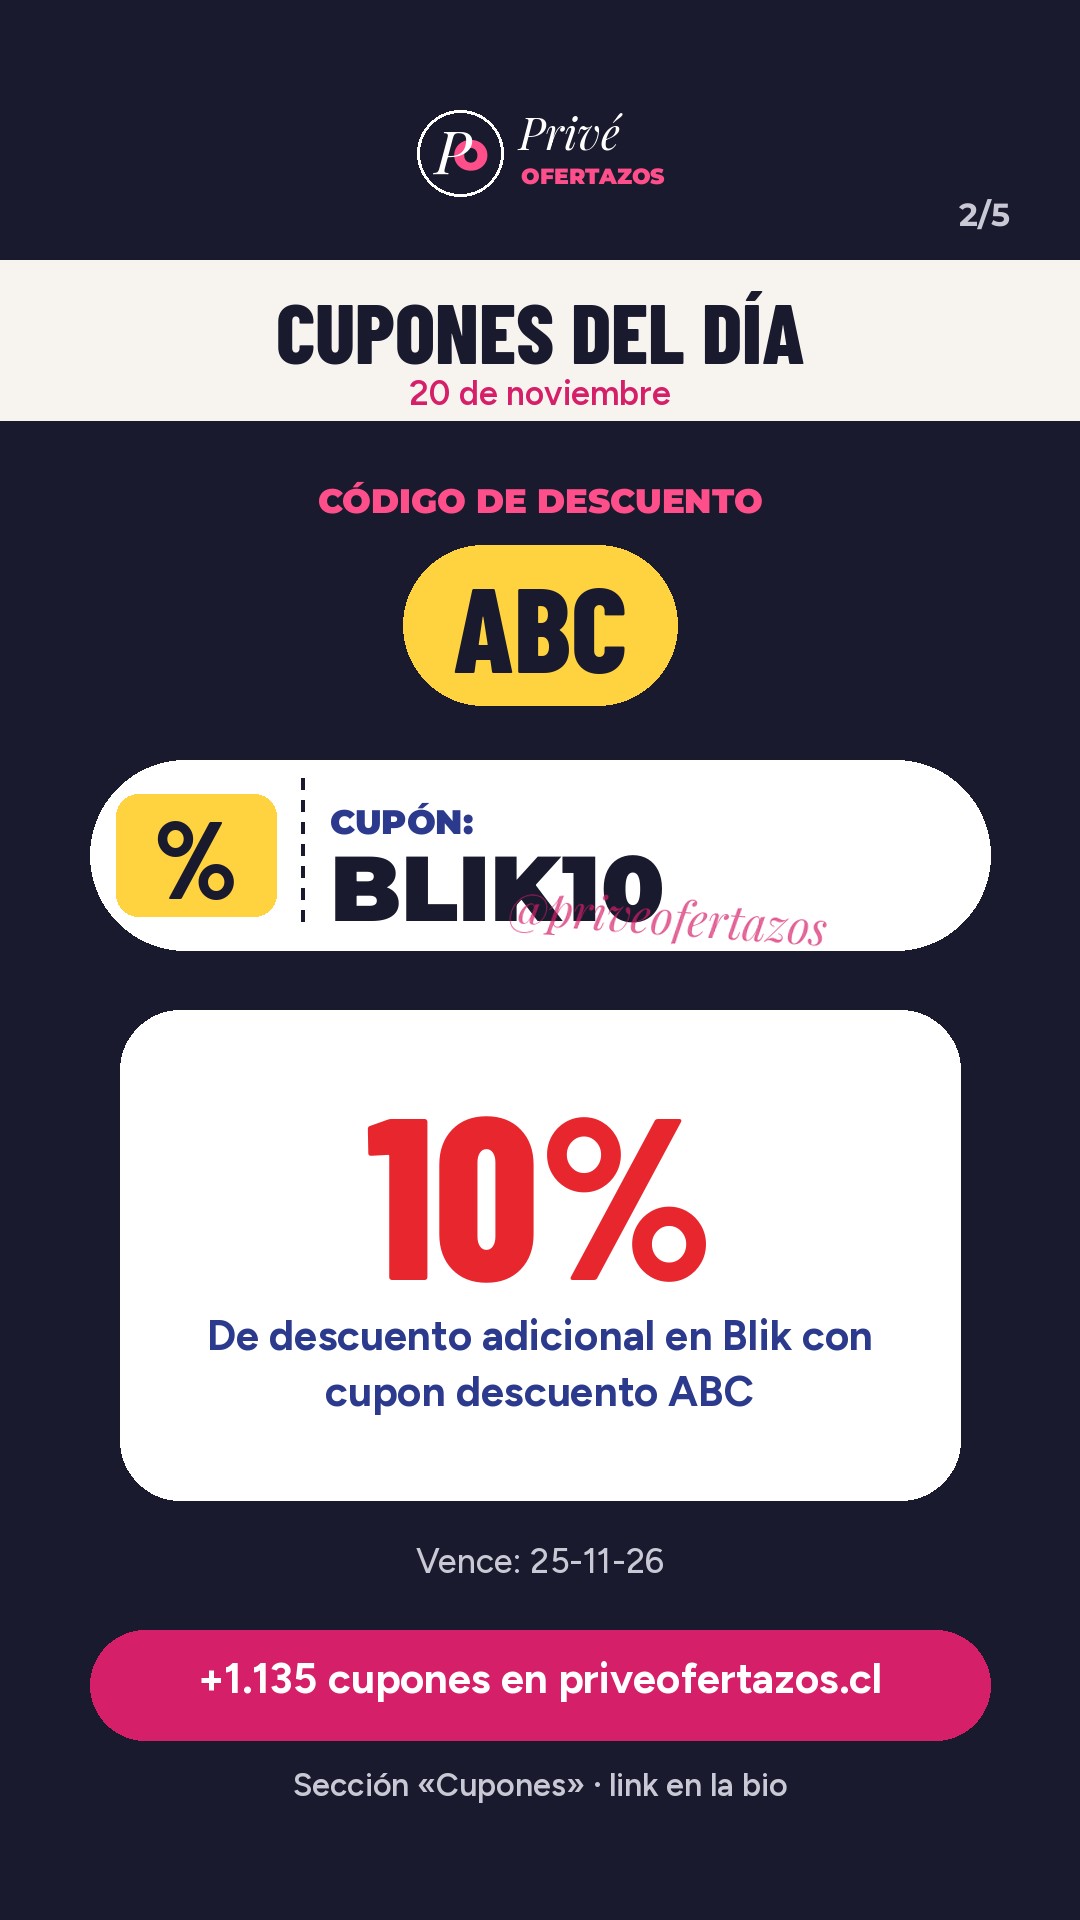 Po
Privé
OFERTAZOS
2/5
CUPONES DEL DÍA
20 de noviembre
CÓDIGO DE DESCUENTO
ABC
%
CUPÓN:
BLIK10
@priveofertazos
10%
De descuento adicional en Blik con
cupon descuento ABC
Vence: 25-11-26
+1.135 cupones en priveofertazos.cl
Sección «Cupones» · link en la bio